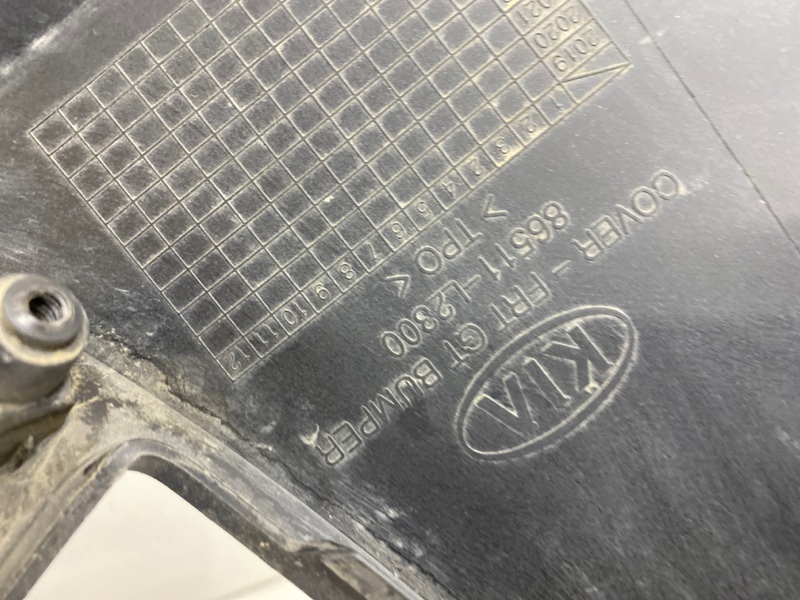 2019
2020
2021
1 2 3 4 5 6 7 8 9 10 11 12
KIA
COVER - FRT GT BUMPER
86511-L2300
> TPO <